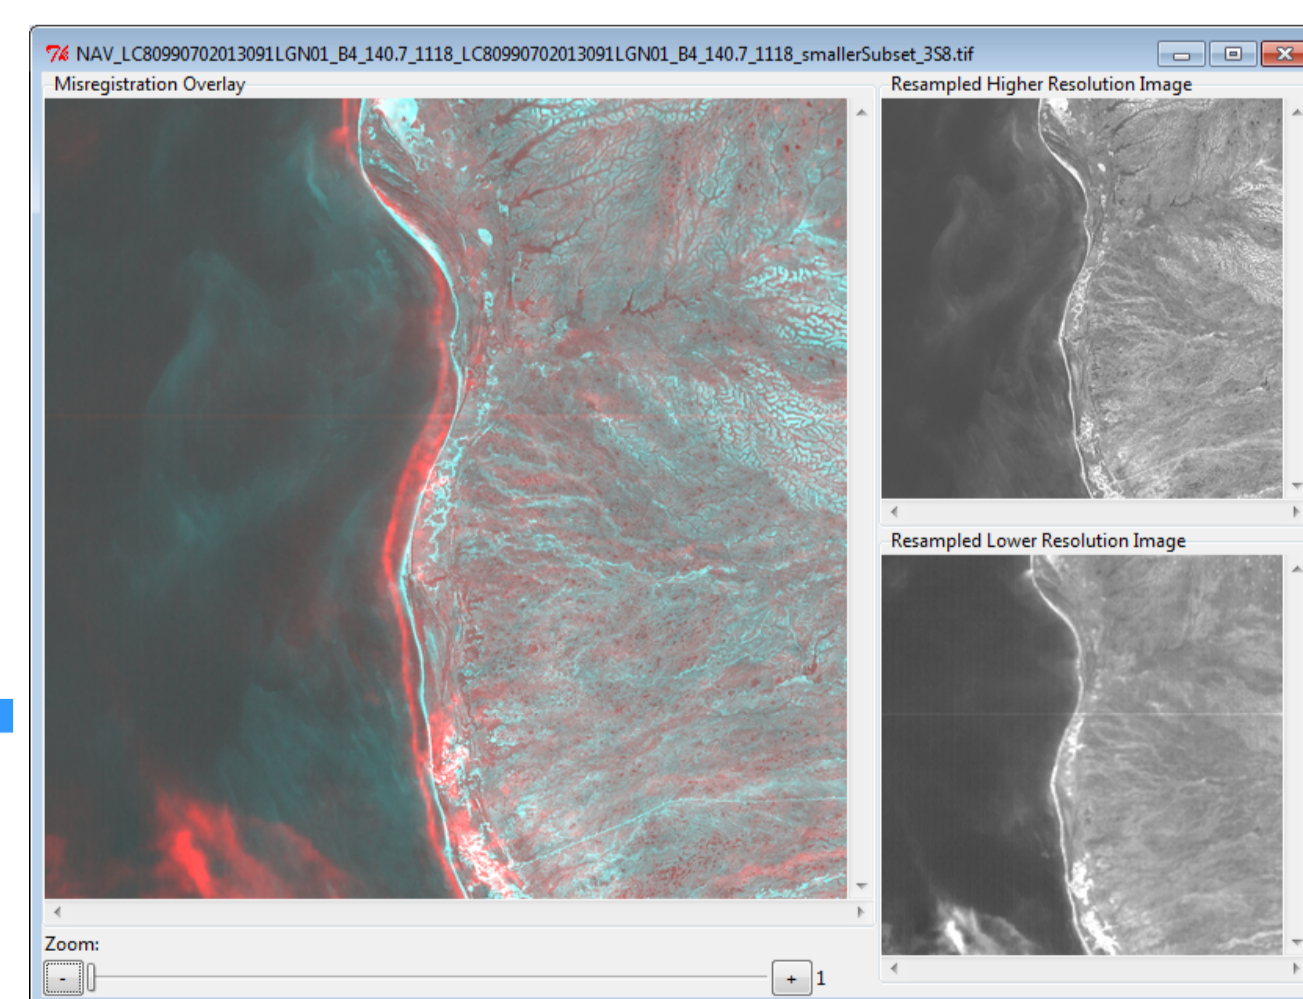 NAV_LC80990702013091LGN01_B4_140.7_1118_LC80990702013091LGN01_B4_140.7_1118_smallerSubset_3S8.tif
Misregistration Overlay
Resampled Higher Resolution Image
Resampled Lower Resolution Image
Zoom:
- + 1